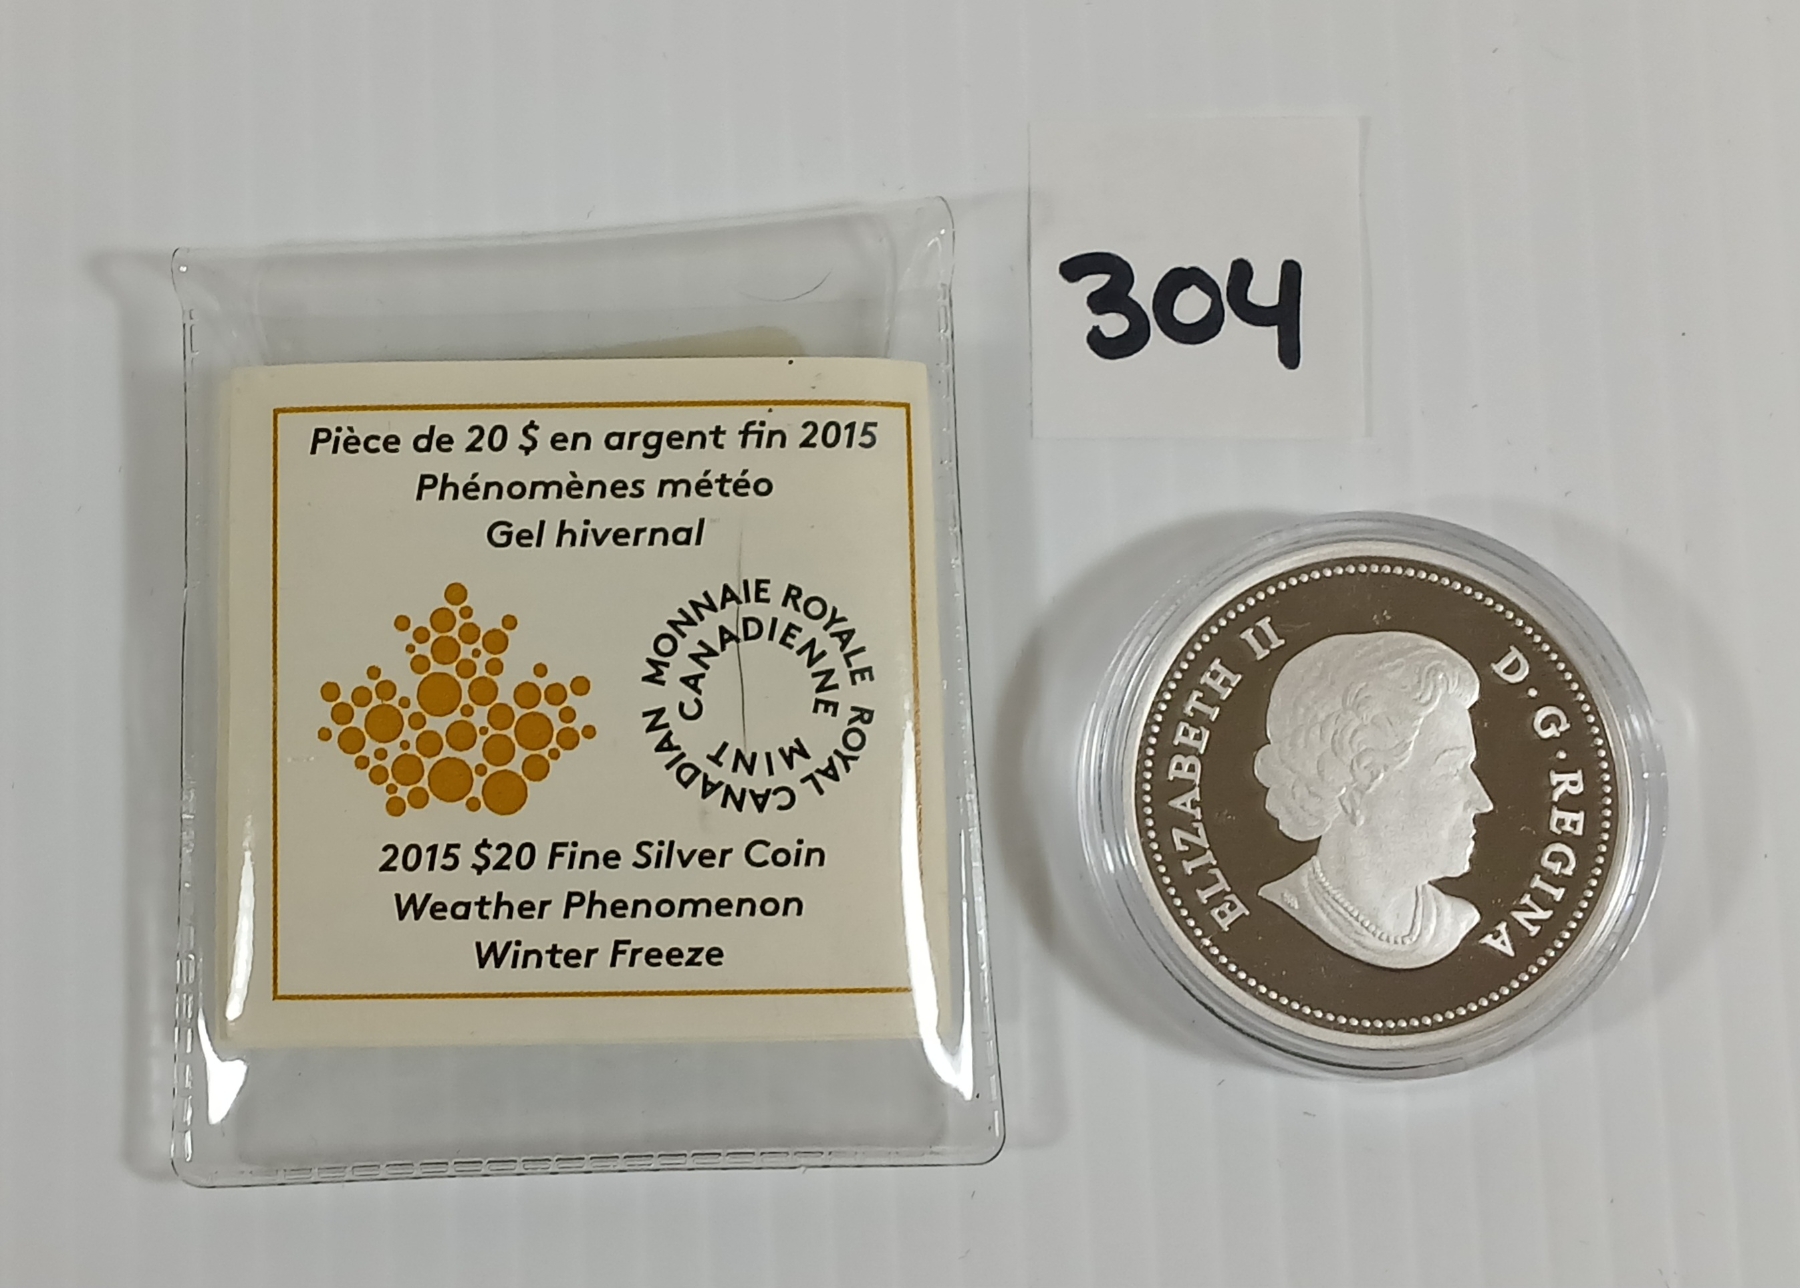 Pièce de 20 $ en argent fin 2015
Phénomènes météo
Gel hivernal
MONNAIE ROYALE CANADIENNE
ROYAL CANADIAN MINT
2015 $20 Fine Silver Coin
Weather Phenomenon
Winter Freeze
304
ELIZABETH II D·G·REGINA